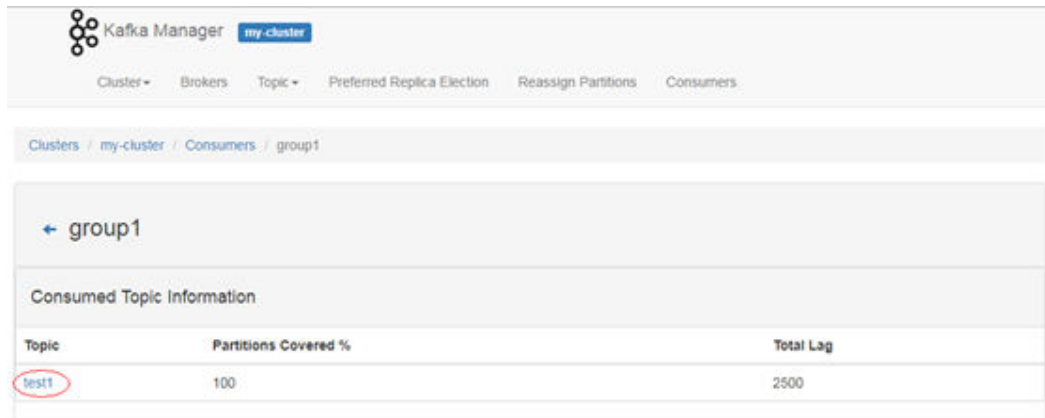 Kafka Manager my-cluster
Cluster Brokers Topic Preferred Replica Election Reassign Partitions Consumers
Clusters / my-cluster / Consumers / group1
← group1
Consumed Topic Information
Topic Partitions Covered % Total Lag
test1 100 2500